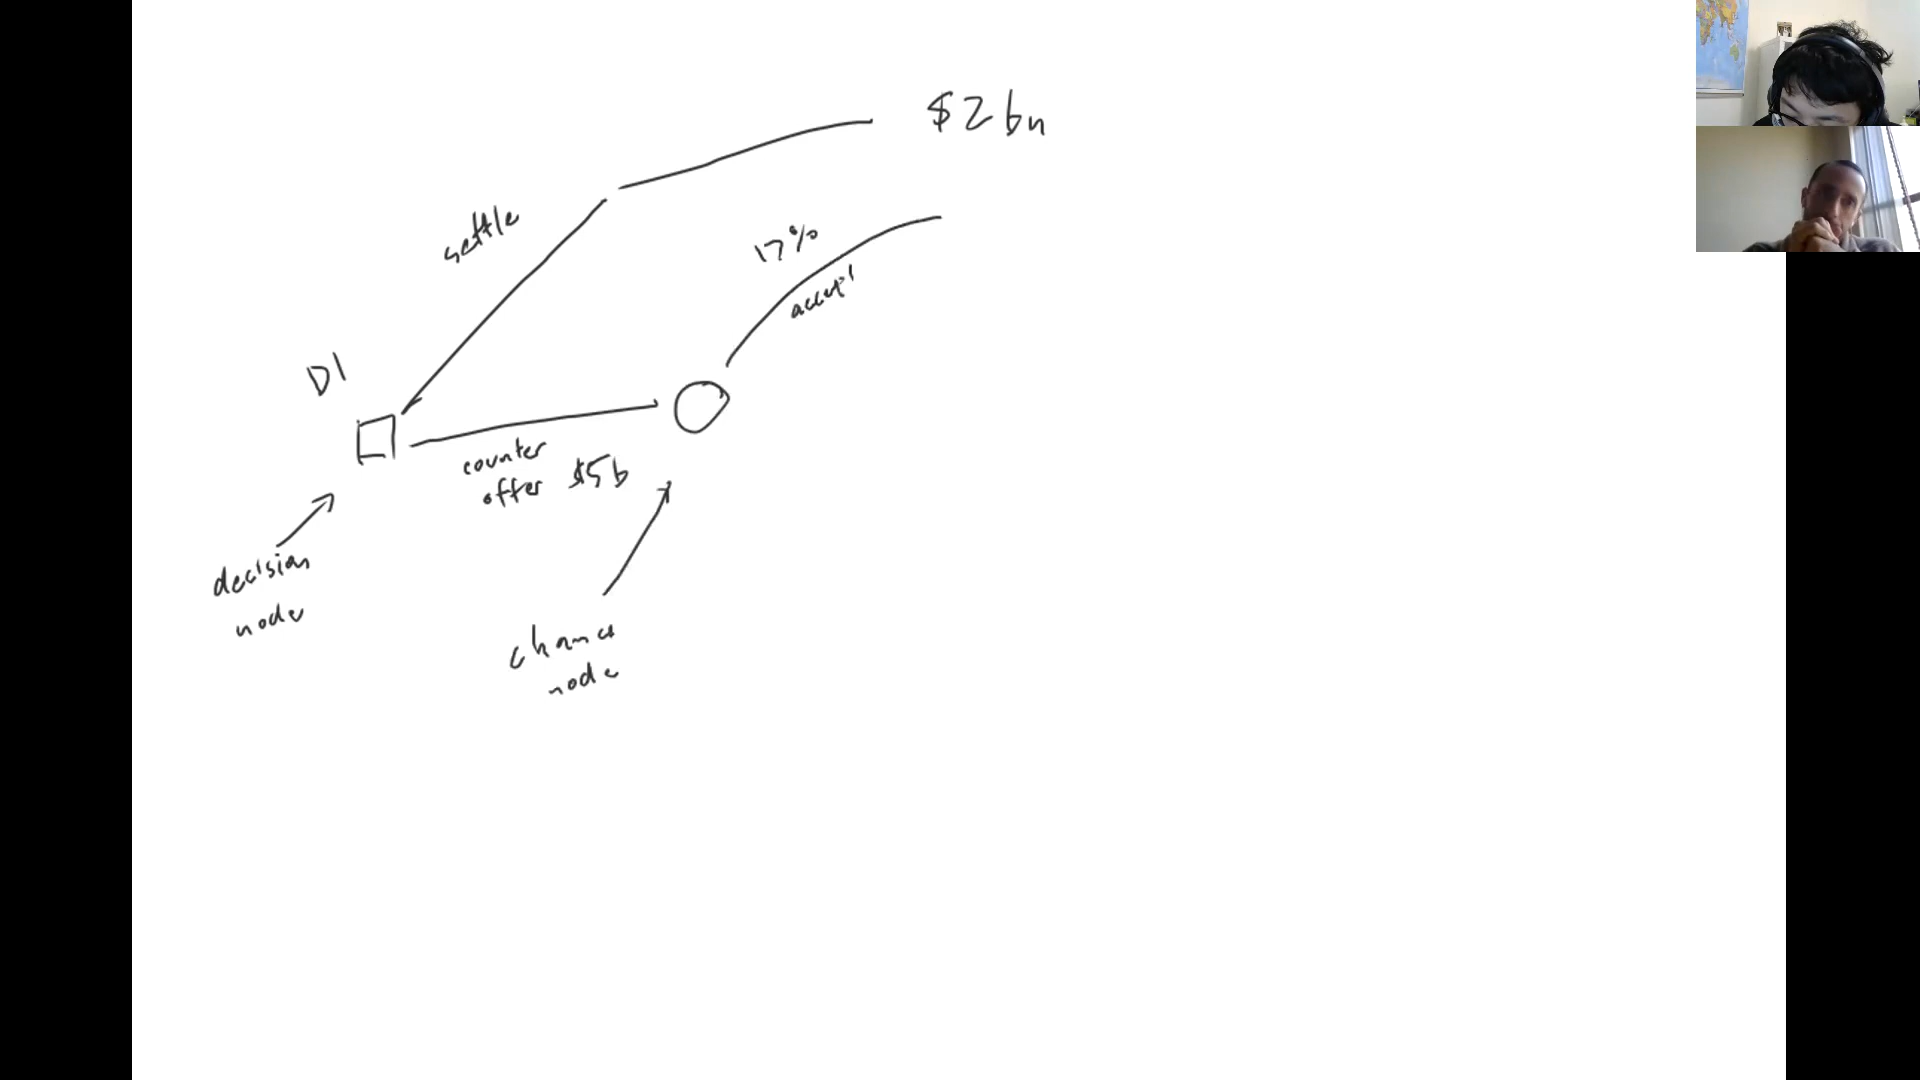 $2bn
settle
17%
accept
D1
counter
offer $5b
decision
node
chance
node